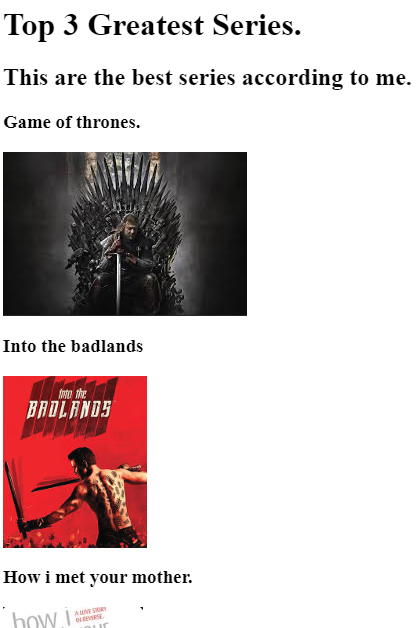 Top 3 Greatest Series.
This are the best series according to me.
Game of thrones.
Into the badlands
Into the
BADLANDS
How i met your mother.
how i
A LOVE STORY
IN REVERSE.